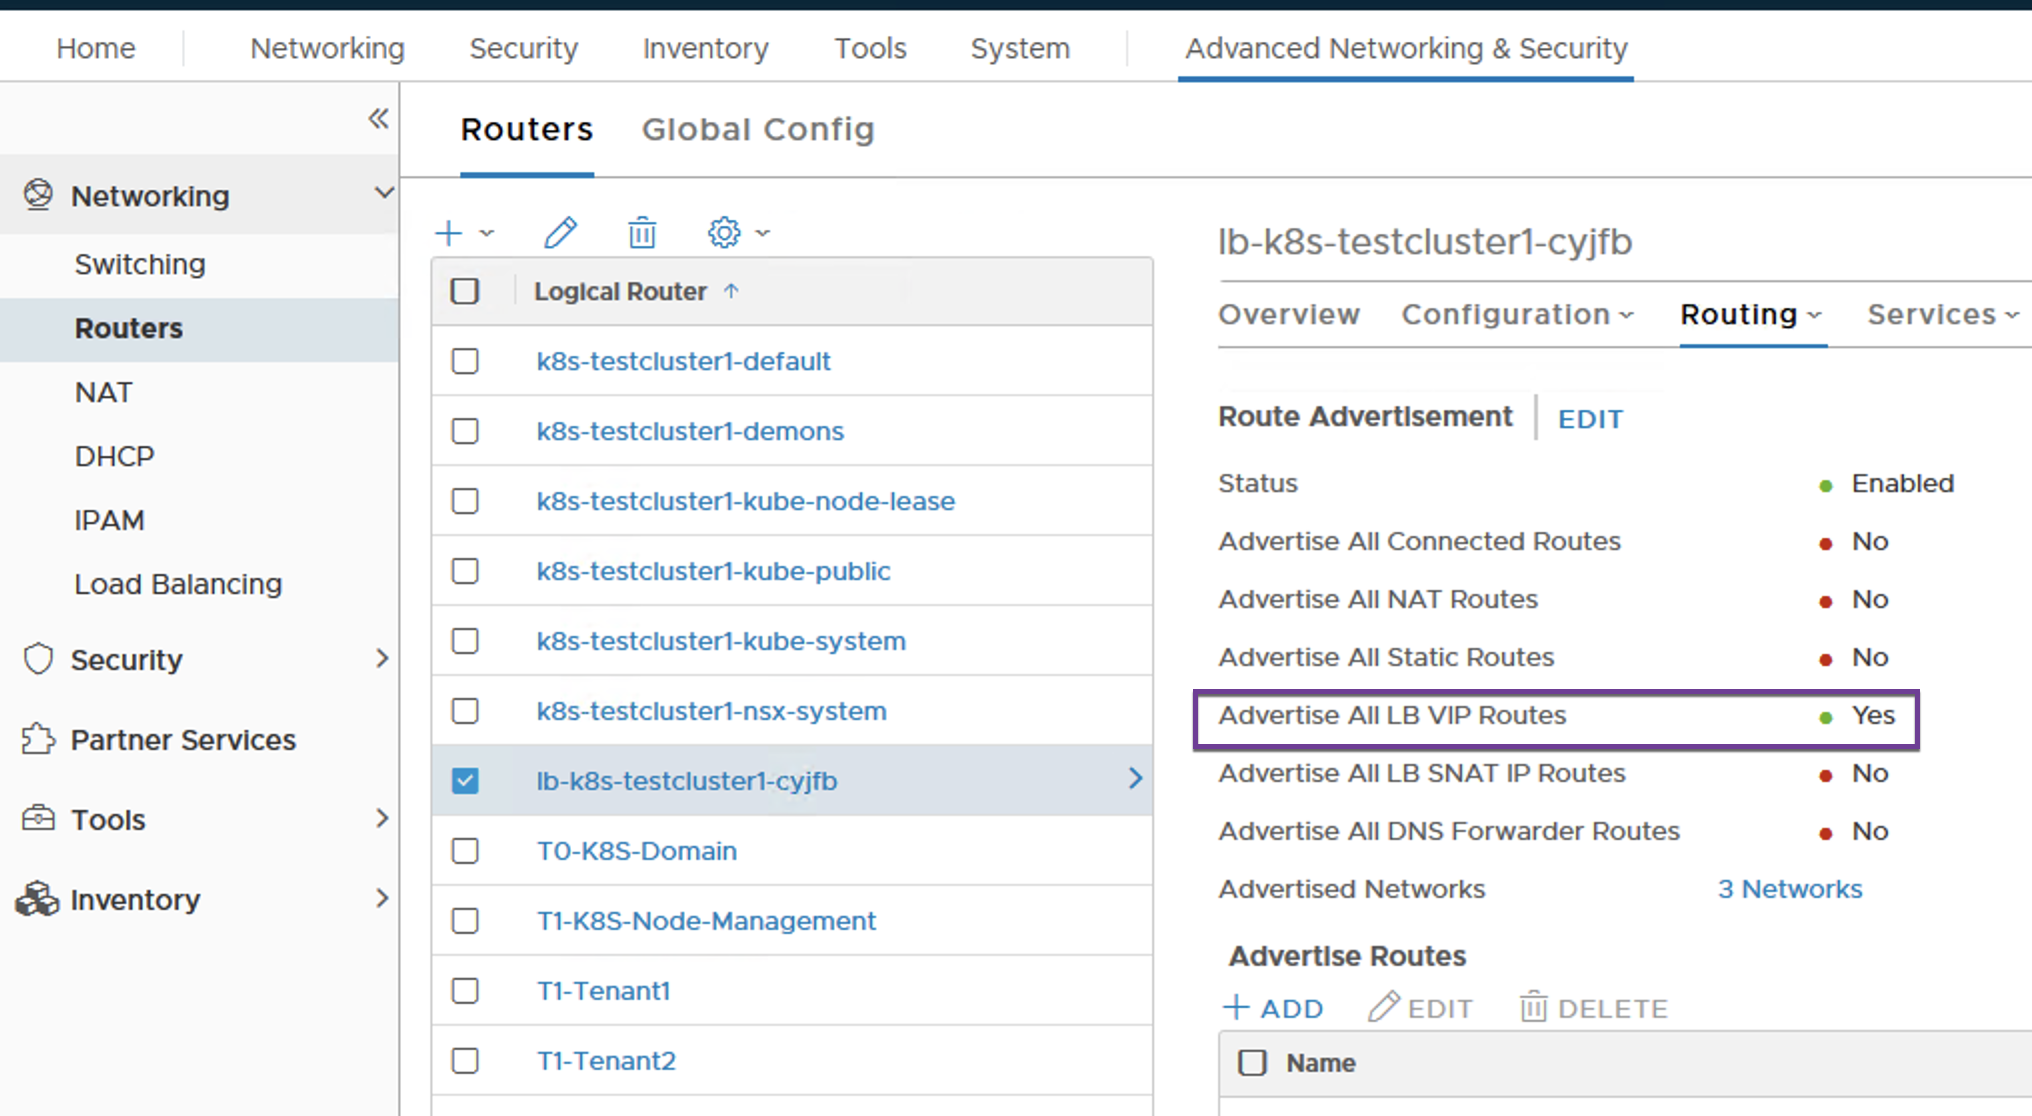 Home Networking Security Inventory Tools System Advanced Networking & Security
Networking
Switching
Routers
NAT
DHCP
IPAM
Load Balancing
Security
Partner Services
Tools
Inventory
Routers Global Config
Logical Router
k8s-testcluster1-default
k8s-testcluster1-demons
k8s-testcluster1-kube-node-lease
k8s-testcluster1-kube-public
k8s-testcluster1-kube-system
k8s-testcluster1-nsx-system
lb-k8s-testcluster1-cyjfb
T0-K8S-Domain
T1-K8S-Node-Management
T1-Tenant1
T1-Tenant2
lb-k8s-testcluster1-cyjfb
Overview Configuration Routing Services
Route Advertisement EDIT
Status Enabled
Advertise All Connected Routes No
Advertise All NAT Routes No
Advertise All Static Routes No
Advertise All LB VIP Routes Yes
Advertise All LB SNAT IP Routes No
Advertise All DNS Forwarder Routes No
Advertised Networks 3 Networks
Advertise Routes
ADD EDIT DELETE
Name